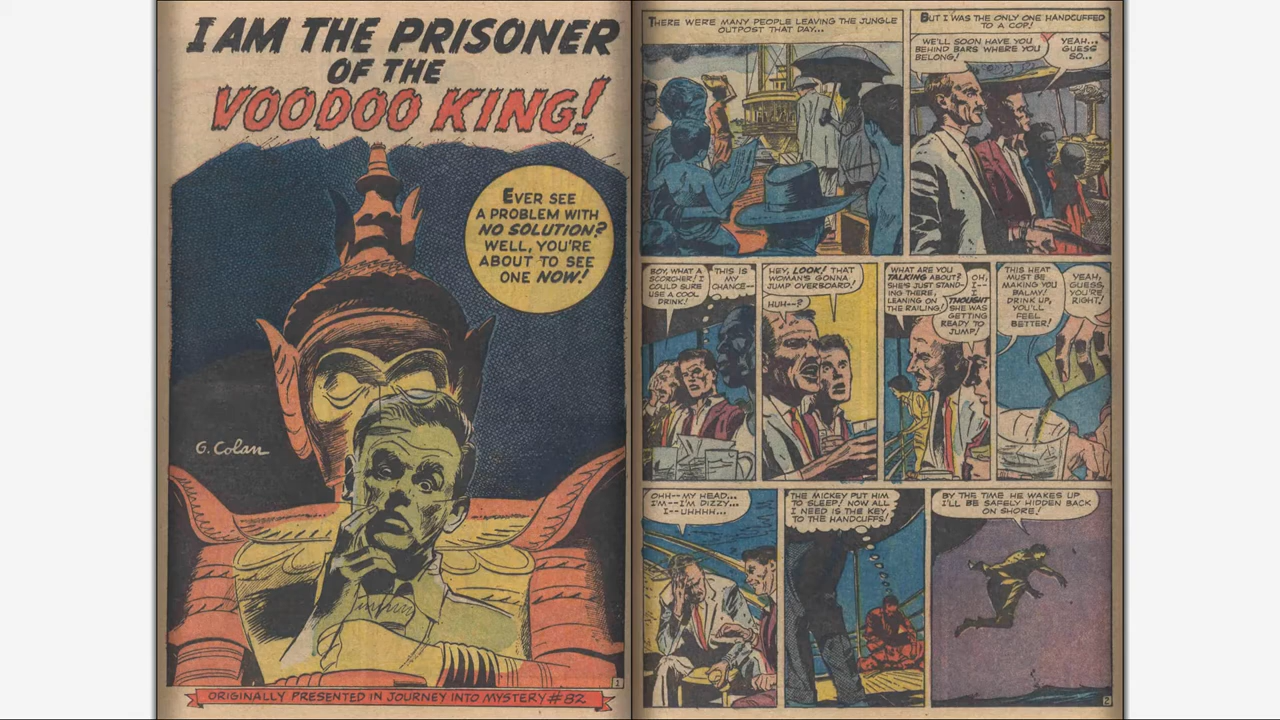 I AM THE PRISONER
OF THE
VOODOO KING!
EVER SEE
A PROBLEM WITH
NO SOLUTION?
WELL, YOU'RE
ABOUT TO SEE
ONE NOW!
G. Colan
1
ORIGINALLY PRESENTED IN JOURNEY INTO MYSTERY #82
THERE WERE MANY PEOPLE LEAVING THE JUNGLE
OUTPOST THAT DAY...
BUT I WAS THE ONLY ONE HANDCUFFED
TO A COP!
WE'LL SOON HAVE YOU
BEHIND BARS WHERE YOU
BELONG!
YEAH...
GUESS
SO...
BOY, WHAT A
SCORCHER! I
COULD SURE
USE A COOL
DRINK!
THIS IS
MY
CHANCE--
HEY, LOOK! THAT
WOMAN'S GONNA
JUMP OVERBOARD!
HUH--?
WHAT ARE YOU
TALKING ABOUT?
SHE'S JUST STAND-
ING THERE,
LEANING ON
THE RAILING!
OH,
I--
I
THOUGHT
SHE WAS
GETTING
READY TO
JUMP!
THIS HEAT
MUST BE
MAKING YOU
BALMY!
DRINK UP,
YOU'LL
FEEL
BETTER!
YEAH,
GUESS
YOU'RE
RIGHT!
OHH--MY HEAD...
I'M--I'M DIZZY...
I--UHHHH...
THE MICKEY PUT HIM
TO SLEEP! NOW ALL
I NEED IS THE KEY
TO THE HANDCUFFS!
BY THE TIME HE WAKES UP
I'LL BE SAFELY HIDDEN BACK
ON SHORE!
2